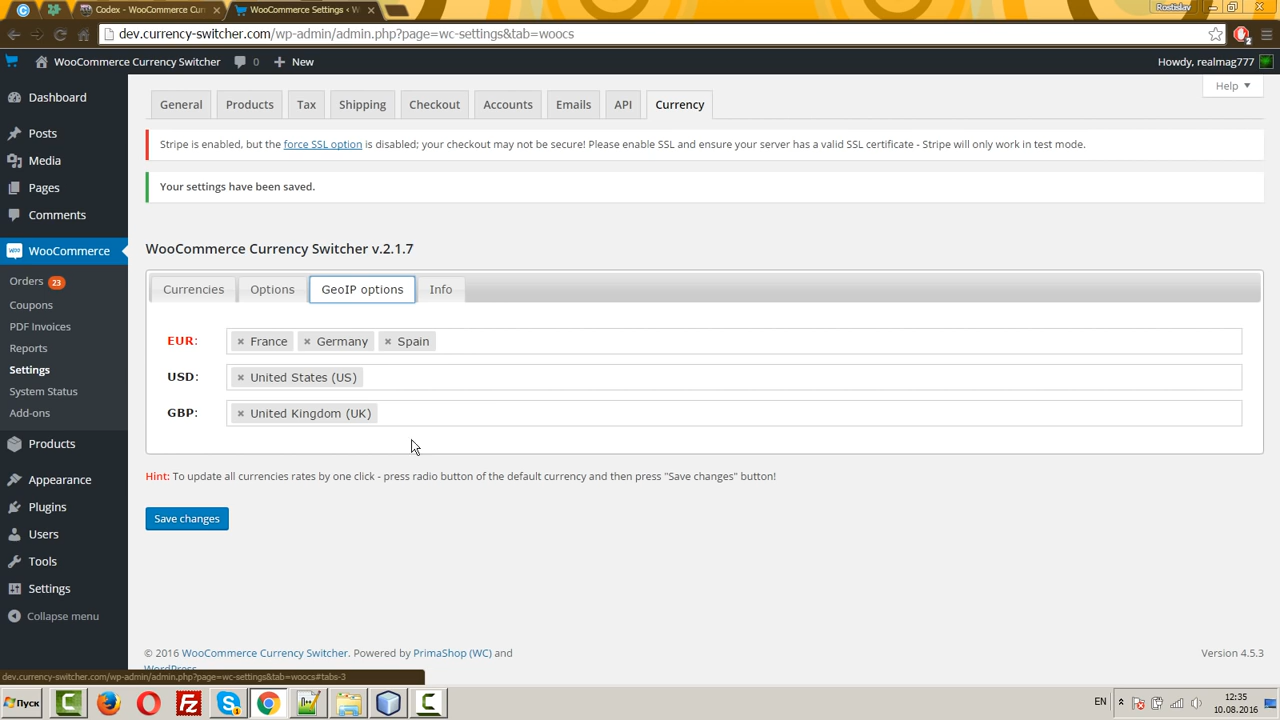 Codex - WooCommerce Curr
WooCommerce Settings ‹ W
Rostislav
dev.currency-switcher.com/wp-admin/admin.php?page=wc-settings&tab=woocs
2
WooCommerce Currency Switcher
0
New
Howdy, realmag777
Dashboard
Posts
Media
Pages
Comments
WooCommerce
Orders 23
Coupons
PDF Invoices
Reports
Settings
System Status
Add-ons
Products
Appearance
Plugins
Users
Tools
Settings
Collapse menu
Help
General
Products
Tax
Shipping
Checkout
Accounts
Emails
API
Currency
Stripe is enabled, but the force SSL option is disabled; your checkout may not be secure! Please enable SSL and ensure your server has a valid SSL certificate - Stripe will only work in test mode.
Your settings have been saved.
WooCommerce Currency Switcher v.2.1.7
Currencies
Options
GeoIP options
Info
EUR: × France × Germany × Spain
USD: × United States (US)
GBP: × United Kingdom (UK)
Hint: To update all currencies rates by one click - press radio button of the default currency and then press "Save changes" button!
Save changes
© 2016 WooCommerce Currency Switcher. Powered by PrimaShop (WC) and
WordPress
Version 4.5.3
dev.currency-switcher.com/wp-admin/admin.php?page=wc-settings&tab=woocs#tabs-3
Пуск
EN
12:35
10.08.2016